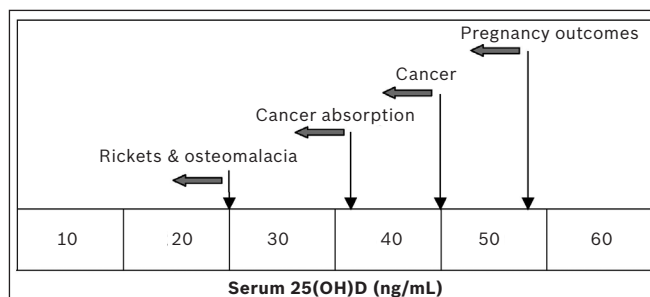 Pregnancy outcomes
Cancer
Cancer absorption
Rickets & osteomalacia
10 20 30 40 50 60
Serum 25(OH)D (ng/mL)